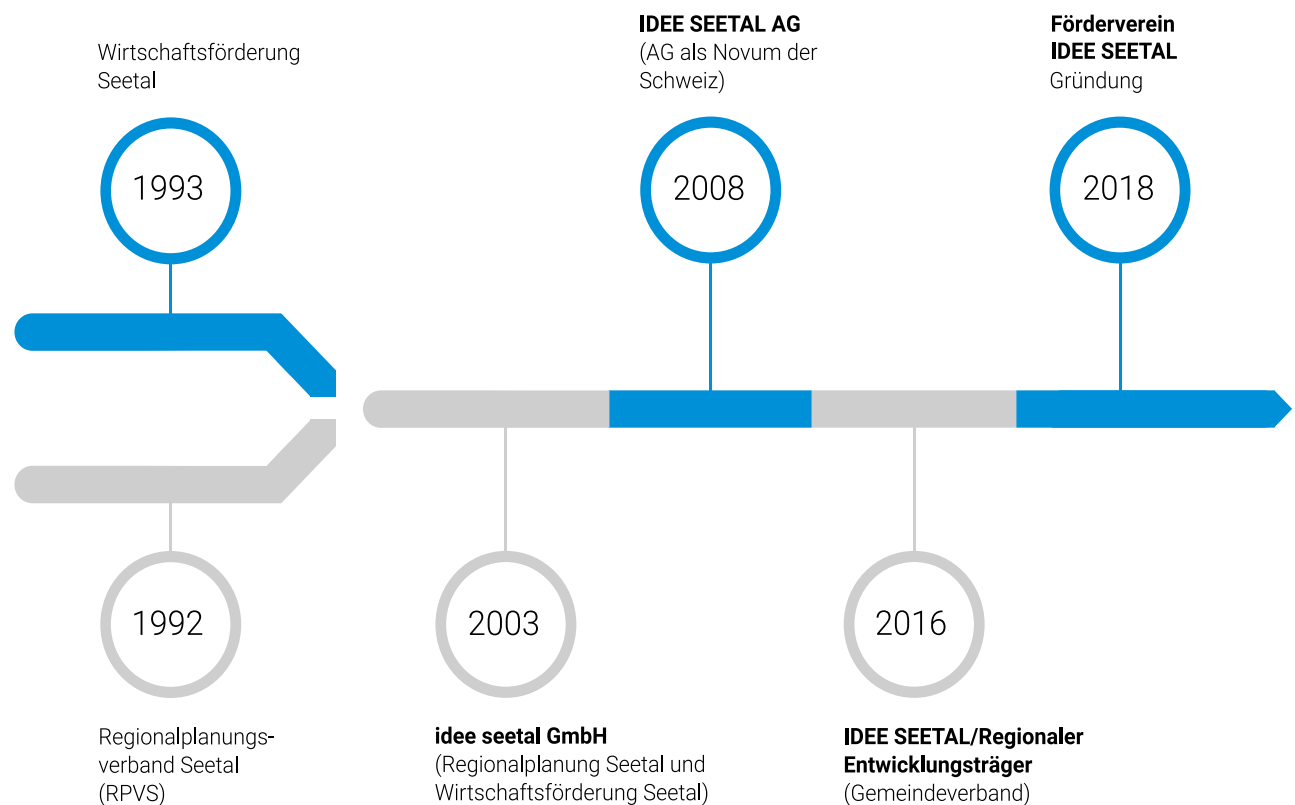 Wirtschaftsförderung
Seetal
1993
IDEE SEETAL AG
(AG als Novum der
Schweiz)
2008
Förderverein
IDEE SEETAL
Gründung
2018
1992
Regionalplanungs-
verband Seetal
(RPVS)
2003
idee seetal GmbH
(Regionalplanung Seetal und
Wirtschaftsförderung Seetal)
2016
IDEE SEETAL/Regionaler
Entwicklungsträger
(Gemeindeverband)